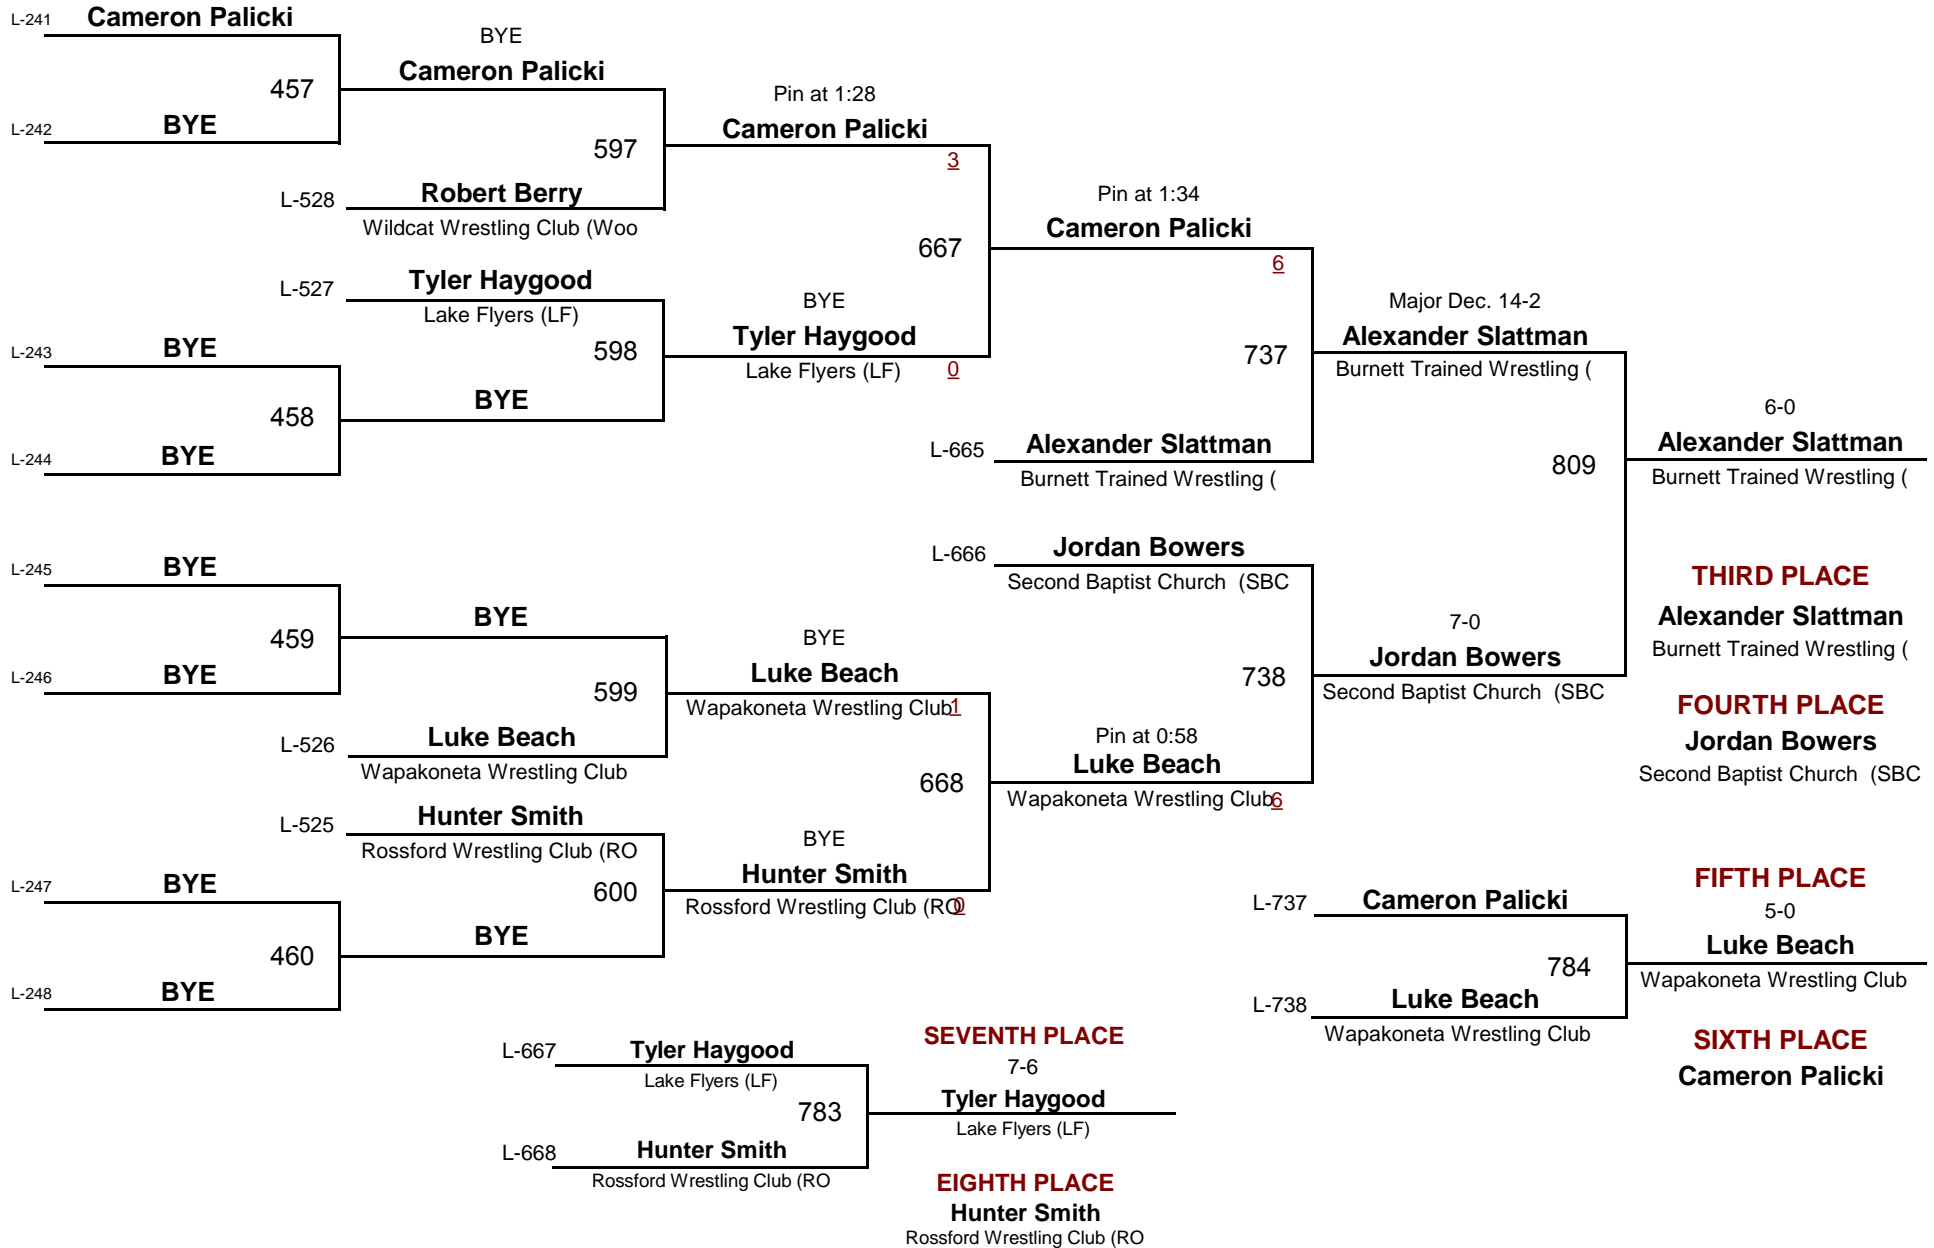 L-241
Cameron Palicki
457
L-242
BYE
BYE
Cameron Palicki
597
L-528
Robert Berry
Wildcat Wrestling Club (Woo
Pin at 1:28
Cameron Palicki
3
L-527
Tyler Haygood
Lake Flyers (LF)
598
L-243
BYE
458
BYE
L-244
BYE
667
BYE
Tyler Haygood
Lake Flyers (LF)
0
Pin at 1:34
Cameron Palicki
6
737
L-665
Alexander Slattman
Burnett Trained Wrestling (
Major Dec. 14-2
Alexander Slattman
Burnett Trained Wrestling (
809
6-0
Alexander Slattman
Burnett Trained Wrestling (
L-245
BYE
459
L-246
BYE
BYE
599
L-526
Luke Beach
Wapakoneta Wrestling Club
BYE
Luke Beach
Wapakoneta Wrestling Club
1
L-525
Hunter Smith
Rossford Wrestling Club (RO
600
L-247
BYE
460
BYE
L-248
BYE
668
BYE
Hunter Smith
Rossford Wrestling Club (RO
0
L-666
Jordan Bowers
Second Baptist Church (SBC
738
Pin at 0:58
Luke Beach
Wapakoneta Wrestling Club
6
7-0
Jordan Bowers
Second Baptist Church (SBC
THIRD PLACE
Alexander Slattman
Burnett Trained Wrestling (
FOURTH PLACE
Jordan Bowers
Second Baptist Church (SBC
L-737
Cameron Palicki
784
L-738
Luke Beach
Wapakoneta Wrestling Club
FIFTH PLACE
5-0
Luke Beach
Wapakoneta Wrestling Club
SIXTH PLACE
Cameron Palicki
L-667
Tyler Haygood
Lake Flyers (LF)
783
L-668
Hunter Smith
Rossford Wrestling Club (RO
SEVENTH PLACE
7-6
Tyler Haygood
Lake Flyers (LF)
EIGHTH PLACE
Hunter Smith
Rossford Wrestling Club (RO